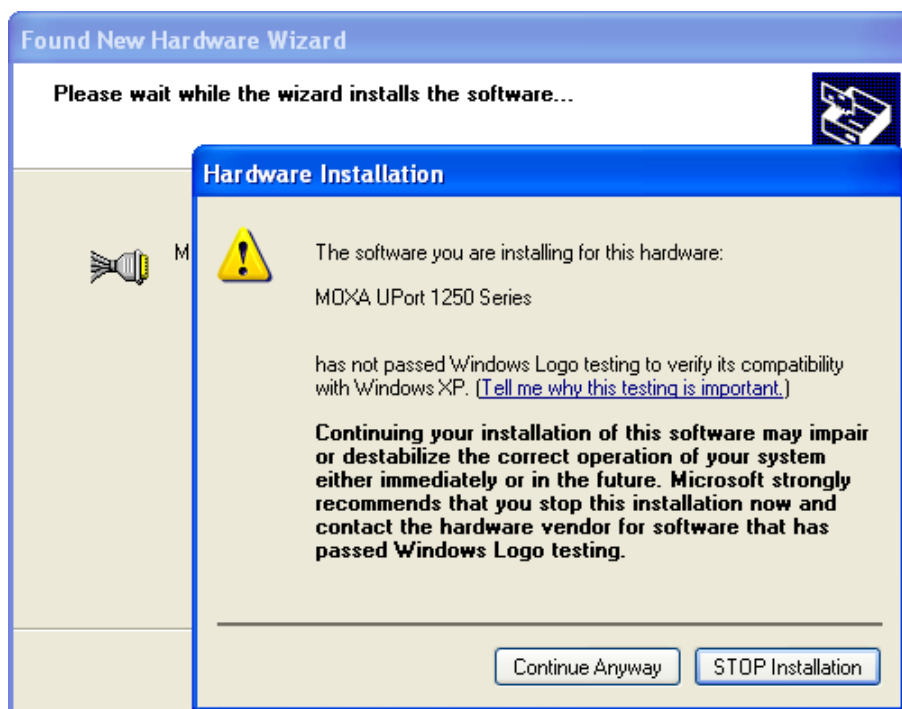 Found New Hardware Wizard
Please wait while the wizard installs the software...
Hardware Installation
M
The software you are installing for this hardware:
MOXA UPort 1250 Series
has not passed Windows Logo testing to verify its compatibility
with Windows XP. (Tell me why this testing is important.)
Continuing your installation of this software may impair
or destabilize the correct operation of your system
either immediately or in the future. Microsoft strongly
recommends that you stop this installation now and
contact the hardware vendor for software that has
passed Windows Logo testing.
Continue Anyway
STOP Installation